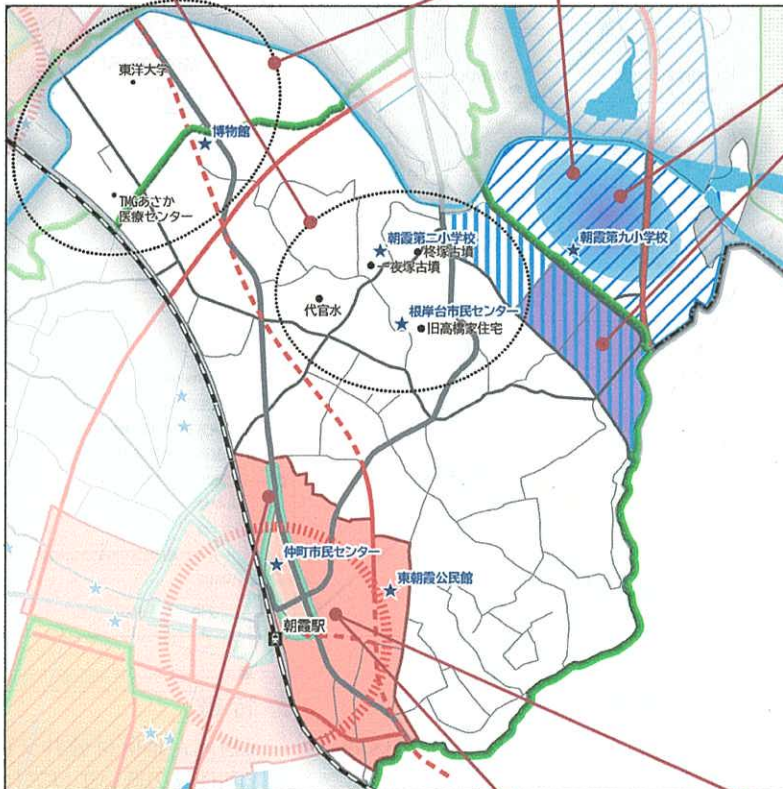 東洋大学
博物館
TMGあさか
医療センター
朝霞第二小学校
柊塚古墳
一夜塚古墳
朝霞第九小学校
代官水
根岸台市民センター
旧高橋家住宅
仲町市民センター
東朝霞公民館
朝霞駅